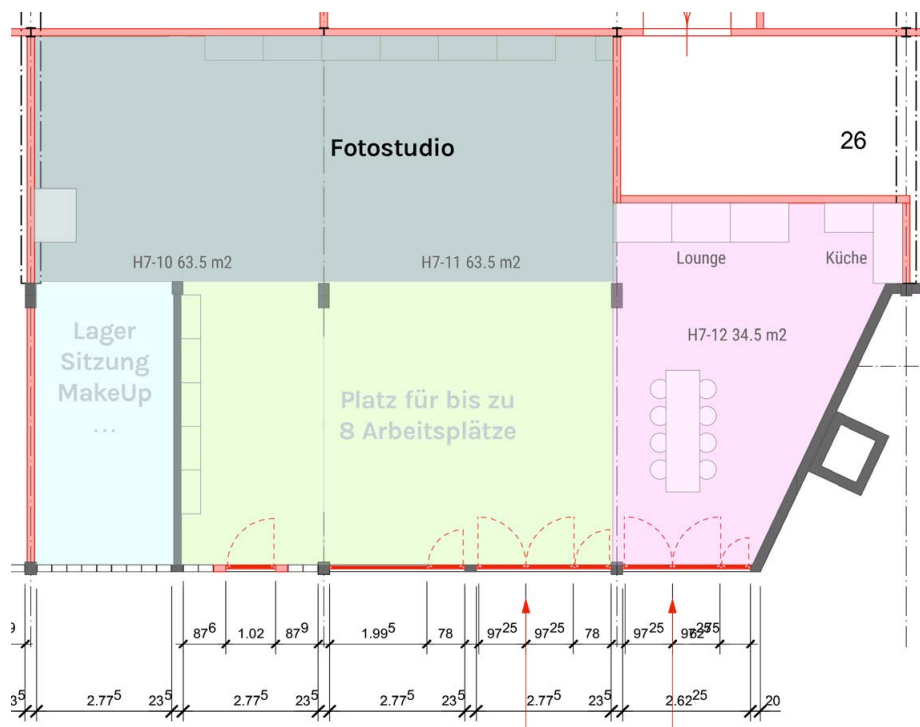 Fotostudio
26
H7-10 63.5 m2
H7-11 63.5 m2
Lounge
Küche
Lager
Sitzung
MakeUp
...
H7-12 34.5 m2
Platz für bis zu
8 Arbeitsplätze
9
87⁶
1.02
87⁹
1.99⁵
78
97²⁵
97²⁵
78
97²⁵
3⁵
2.77⁵
23⁵
2.77⁵
23⁵
2.77⁵
23⁵
2.77⁵
23⁵
2.62²⁵
20